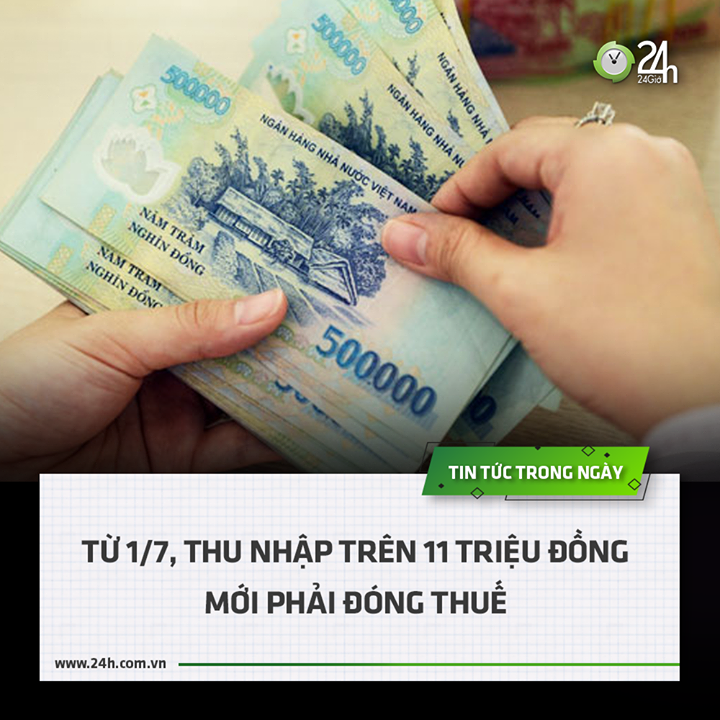 24h
24Giờ
500000
NGÂN HÀNG NHÀ NƯỚC VIỆT NAM
NĂM TRĂM
NGHÌN ĐỒNG
NĂM TRĂM
NGHÌN ĐỒNG
500000
TIN TỨC TRONG NGÀY
TỪ 1/7, THU NHẬP TRÊN 11 TRIỆU ĐỒNG
MỚI PHẢI ĐÓNG THUẾ
www.24h.com.vn